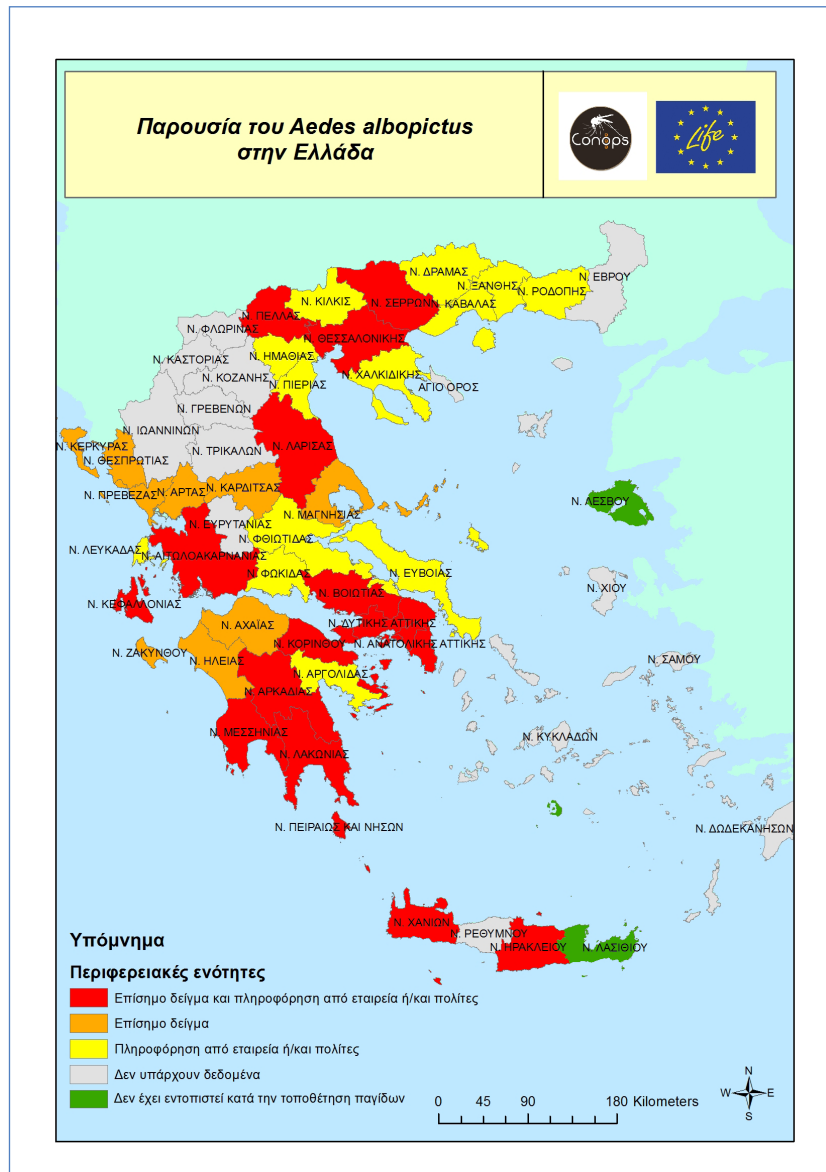 Παρουσία του Aedes albopictus
στην Ελλάδα
Conops
Life
Ν. ΕΒΡΟΥ
Ν. ΔΡΑΜΑΣ
Ν. ΞΑΝΘΗΣ
Ν. ΡΟΔΟΠΗΣ
Ν. ΚΙΛΚΙΣ
Ν. ΣΕΡΡΩΝ
Ν. ΚΑΒΑΛΑΣ
Ν. ΠΕΛΛΑΣ
Ν. ΦΛΩΡΙΝΑΣ
Ν. ΘΕΣΣΑΛΟΝΙΚΗΣ
Ν. ΚΑΣΤΟΡΙΑΣ
Ν. ΗΜΑΘΙΑΣ
Ν. ΚΟΖΑΝΗΣ
Ν. ΠΙΕΡΙΑΣ
Ν. ΧΑΛΚΙΔΙΚΗΣ
ΑΓΙΟ ΟΡΟΣ
Ν. ΓΡΕΒΕΝΩΝ
Ν. ΙΩΑΝΝΙΝΩΝ
Ν. ΚΕΡΚΥΡΑΣ
Ν. ΘΕΣΠΡΩΤΙΑΣ
Ν. ΤΡΙΚΑΛΩΝ
Ν. ΛΑΡΙΣΑΣ
Ν. ΠΡΕΒΕΖΑΣ
Ν. ΑΡΤΑΣ
Ν. ΚΑΡΔΙΤΣΑΣ
Ν. ΛΕΣΒΟΥ
Ν. ΜΑΓΝΗΣΙΑΣ
Ν. ΕΥΡΥΤΑΝΙΑΣ
Ν. ΦΘΙΩΤΙΔΑΣ
Ν. ΛΕΥΚΑΔΑΣ
Ν. ΑΙΤΩΛΟΑΚΑΡΝΑΝΙΑΣ
Ν. ΦΩΚΙΔΑΣ
Ν. ΕΥΒΟΙΑΣ
Ν. ΧΙΟΥ
Ν. ΒΟΙΩΤΙΑΣ
Ν. ΚΕΦΑΛΛΟΝΙΑΣ
Ν. ΑΧΑΪΑΣ
Ν. ΔΥΤΙΚΗΣ ΑΤΤΙΚΗΣ
Ν. ΚΟΡΙΝΘΟΥ
Ν. ΑΝΑΤΟΛΙΚΗΣ ΑΤΤΙΚΗΣ
Ν. ΖΑΚΥΝΘΟΥ
Ν. ΗΛΕΙΑΣ
Ν. ΣΑΜΟΥ
Ν. ΑΡΓΟΛΙΔΑΣ
Ν. ΑΡΚΑΔΙΑΣ
Ν. ΜΕΣΣΗΝΙΑΣ
Ν. ΚΥΚΛΑΔΩΝ
Ν. ΛΑΚΩΝΙΑΣ
Ν. ΠΕΙΡΑΙΩΣ ΚΑΙ ΝΗΣΩΝ
Ν. ΔΩΔΕΚΑΝΗΣΩΝ
Ν. ΧΑΝΙΩΝ
Ν. ΡΕΘΥΜΝΟΥ
Ν. ΗΡΑΚΛΕΙΟΥ
Ν. ΛΑΣΙΘΙΟΥ
Υπόμνημα
Περιφερειακές ενότητες
Επίσημο δείγμα και πληροφόρηση από εταιρεία ή/και πολίτες
Επίσημο δείγμα
Πληροφόρηση από εταιρεία ή/και πολίτες
Δεν υπάρχουν δεδομένα
Δεν έχει εντοπιστεί κατά την τοποθέτηση παγίδων
0 45 90 180 Kilometers
N
W E
S